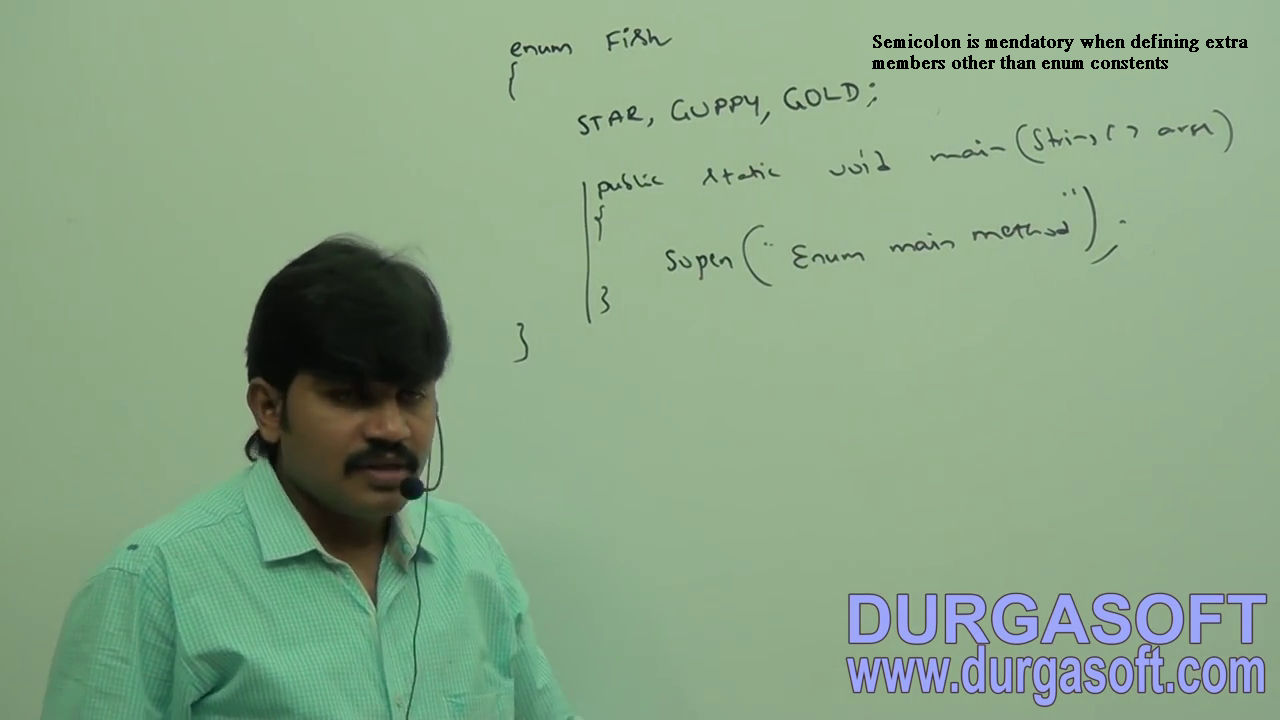 enum Fish
Semicolon is mendatory when defining extra
members other than enum constents
{
STAR, GUPPY, GOLD;
public static void main(String[] args)
{
Sopln("Enum main method");
}
}
DURGASOFT
www.durgasoft.com